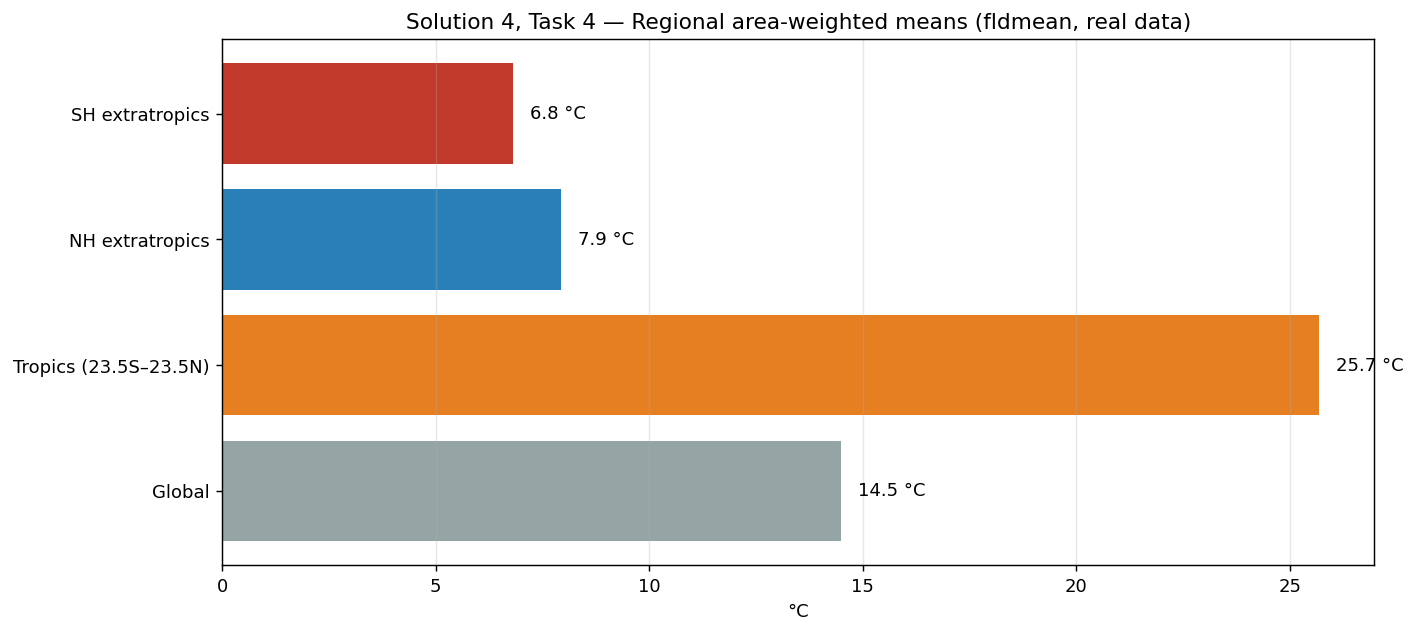 Solution 4, Task 4 — Regional area-weighted means (fldmean, real data)
SH extratropics
6.8 °C
NH extratropics
7.9 °C
Tropics (23.5S–23.5N)
25.7 °C
Global
14.5 °C
0 5 10 15 20 25
°C